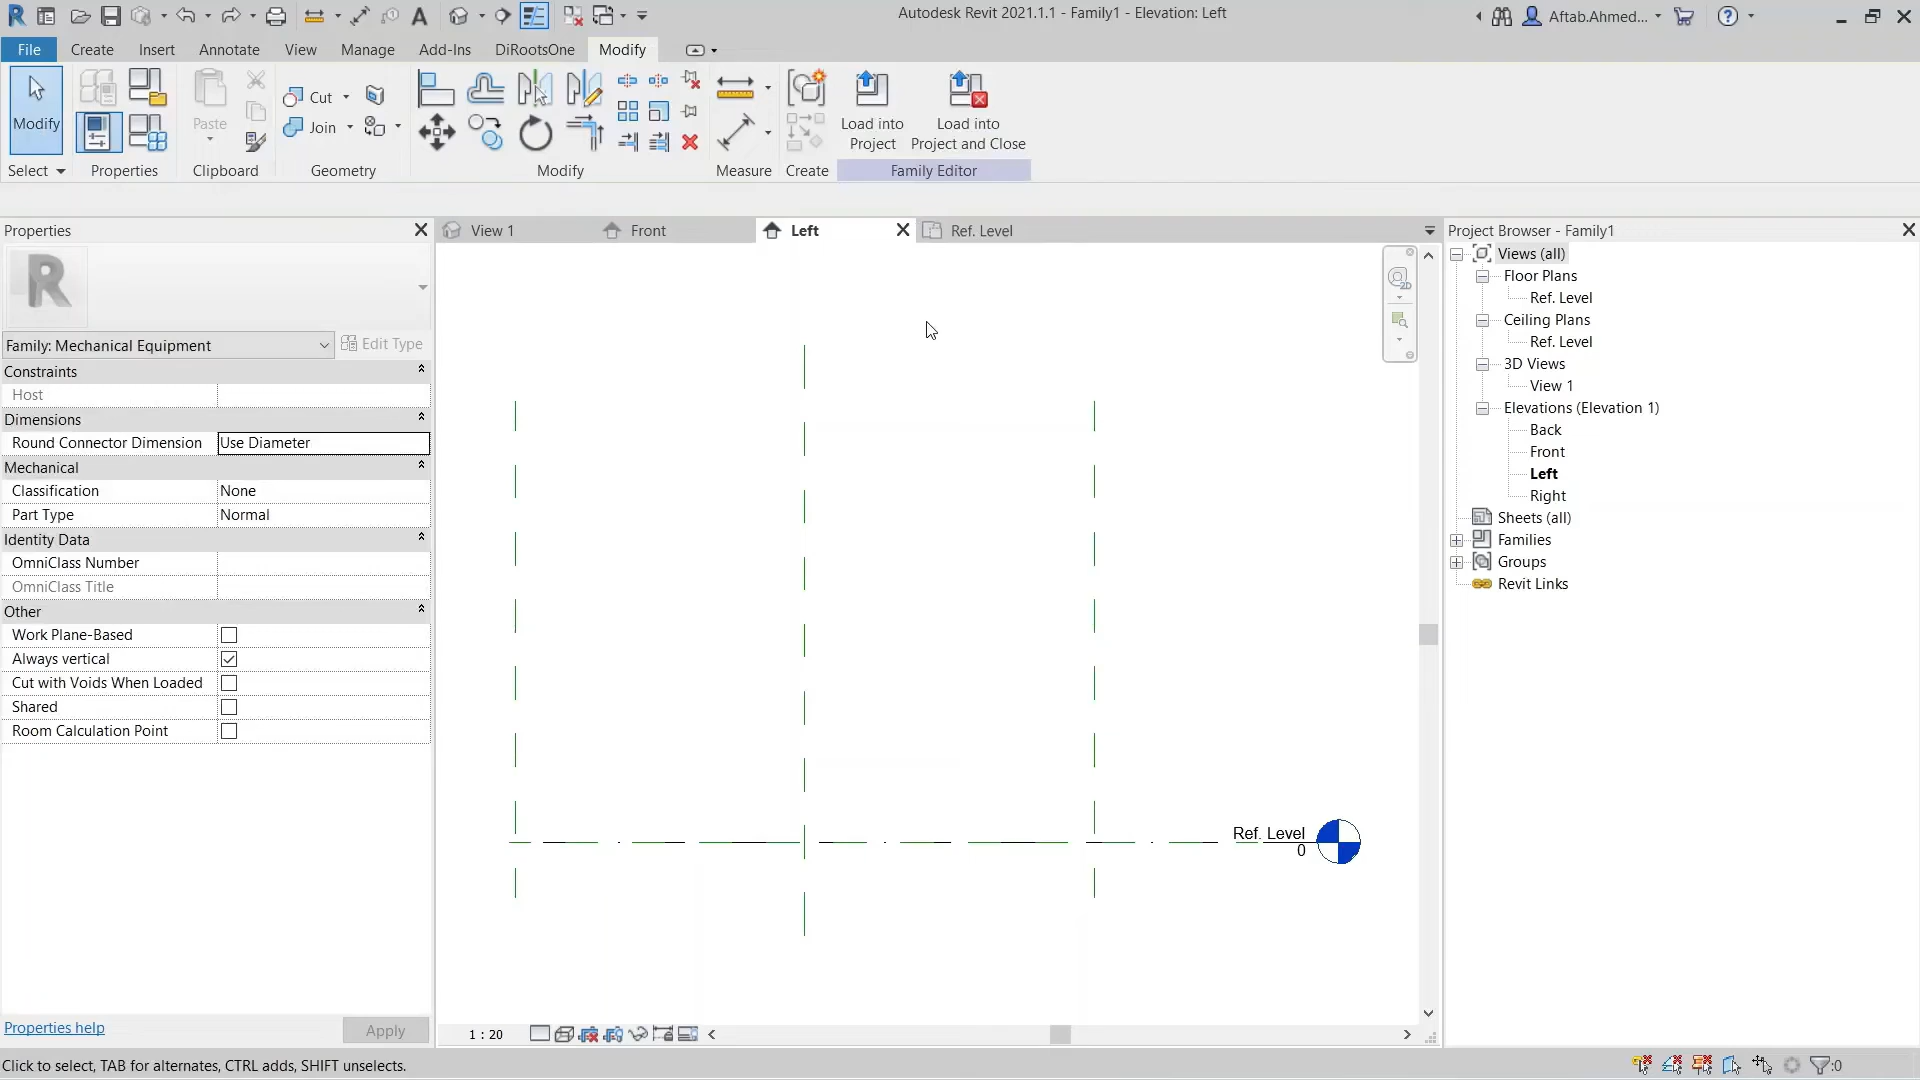 Autodesk Revit 2021.1.1 - Family1 - Elevation: Left
Aftab.Ahmed...
File Create Insert Annotate View Manage Add-Ins DiRootsOne Modify
Modify
Paste
Cut
Join
Load into
Project
Load into
Project and Close
Select Properties Clipboard Geometry Modify Measure Create Family Editor
Properties
View 1 Front Left Ref. Level
Project Browser - Family1
Family: Mechanical Equipment
Edit Type
Constraints
Host
Dimensions
Round Connector Dimension Use Diameter
Mechanical
Classification None
Part Type Normal
Identity Data
OmniClass Number
OmniClass Title
Other
Work Plane-Based
Always vertical
Cut with Voids When Loaded
Shared
Room Calculation Point
Properties help
Apply
2D
Ref. Level
0
1 : 20
Views (all)
Floor Plans
Ref. Level
Ceiling Plans
Ref. Level
3D Views
View 1
Elevations (Elevation 1)
Back
Front
Left
Right
Sheets (all)
Families
Groups
Revit Links
Click to select, TAB for alternates, CTRL adds, SHIFT unselects.
:0